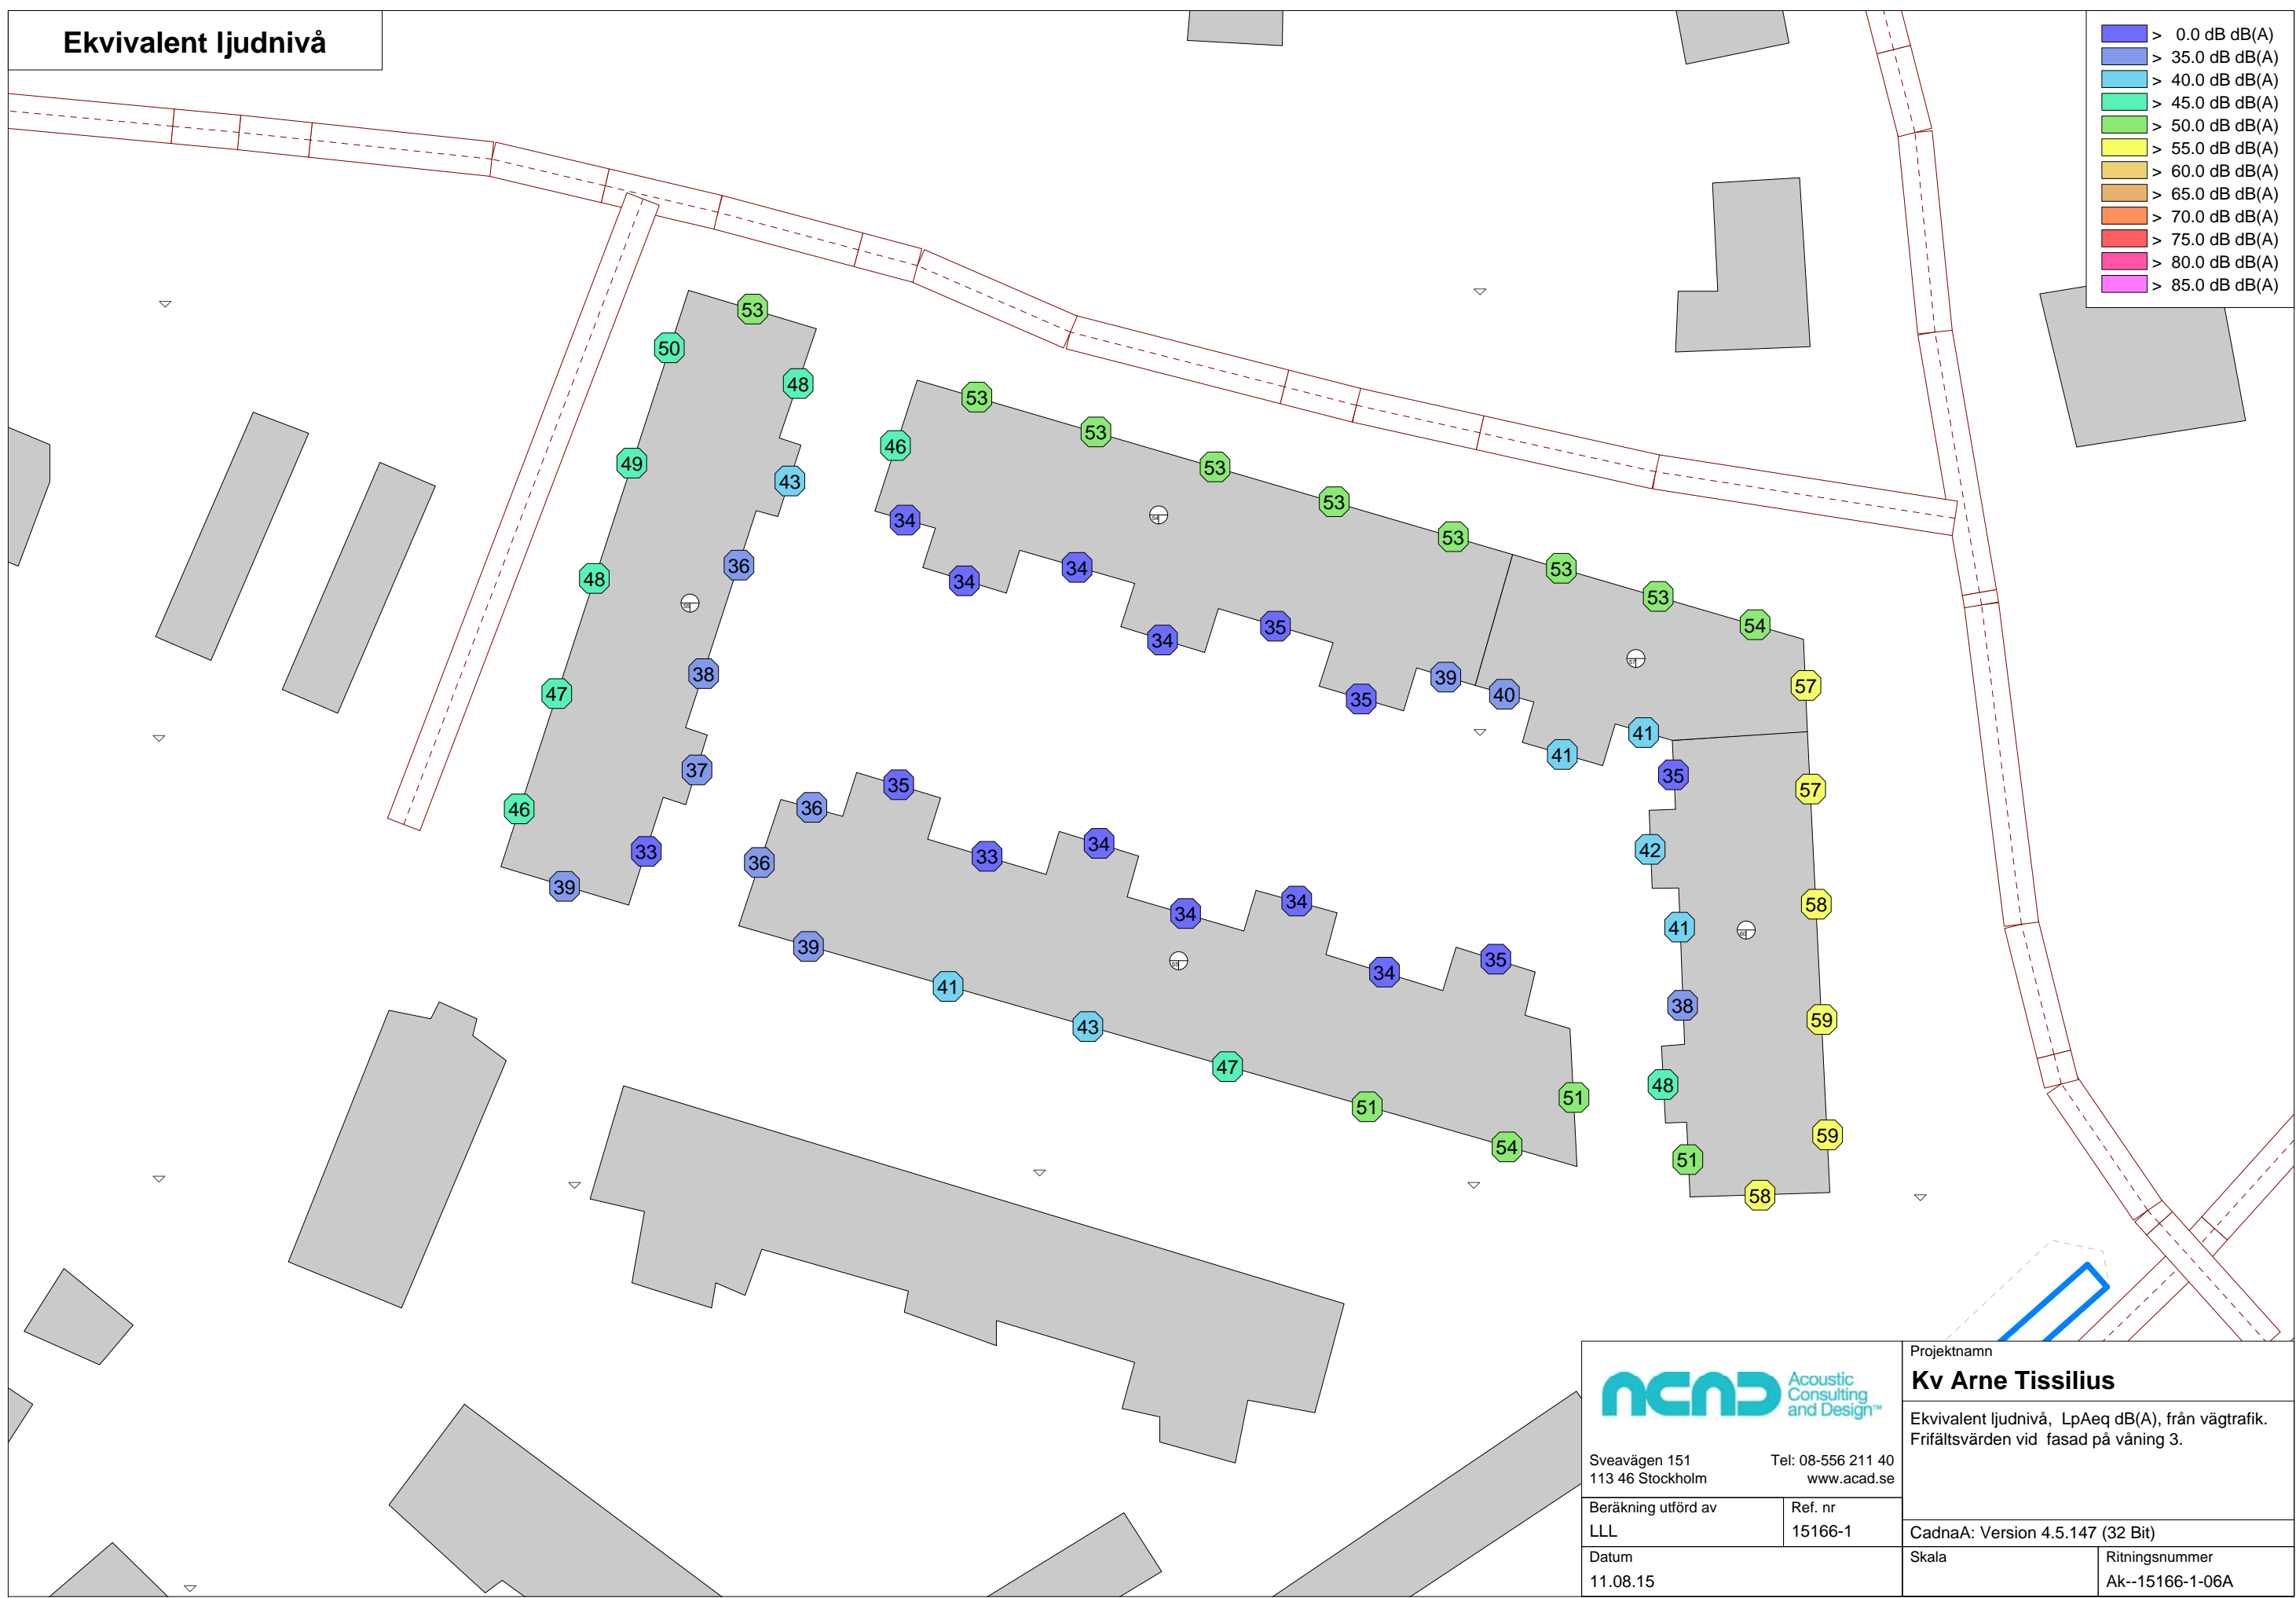 Ekvivalent ljudnivå
> 0.0 dB dB(A)
> 35.0 dB dB(A)
> 40.0 dB dB(A)
> 45.0 dB dB(A)
> 50.0 dB dB(A)
> 55.0 dB dB(A)
> 60.0 dB dB(A)
> 65.0 dB dB(A)
> 70.0 dB dB(A)
> 75.0 dB dB(A)
> 80.0 dB dB(A)
> 85.0 dB dB(A)
53
50
48
49
43
48
36
38
47
37
46
33
39
53
53
46
53
53
53
34
34
34
34
35
35
39
53
53
54
40
57
41
41
35
57
42
58
41
38
59
48
59
51
58
36
35
36
33
34
34
34
34
35
39
41
43
47
51
54
51
ACAD
Acoustic
Consulting
and Design™
Sveavägen 151 Tel: 08-556 211 40
113 46 Stockholm www.acad.se
Beräkning utförd av
LLL
Ref. nr
15166-1
Datum
11.08.15
Projektnamn
Kv Arne Tissilius
Ekvivalent ljudnivå, LpAeq dB(A), från vägtrafik.
Frifältsvärden vid fasad på våning 3.
CadnaA: Version 4.5.147 (32 Bit)
Skala
Ritningsnummer
Ak--15166-1-06A